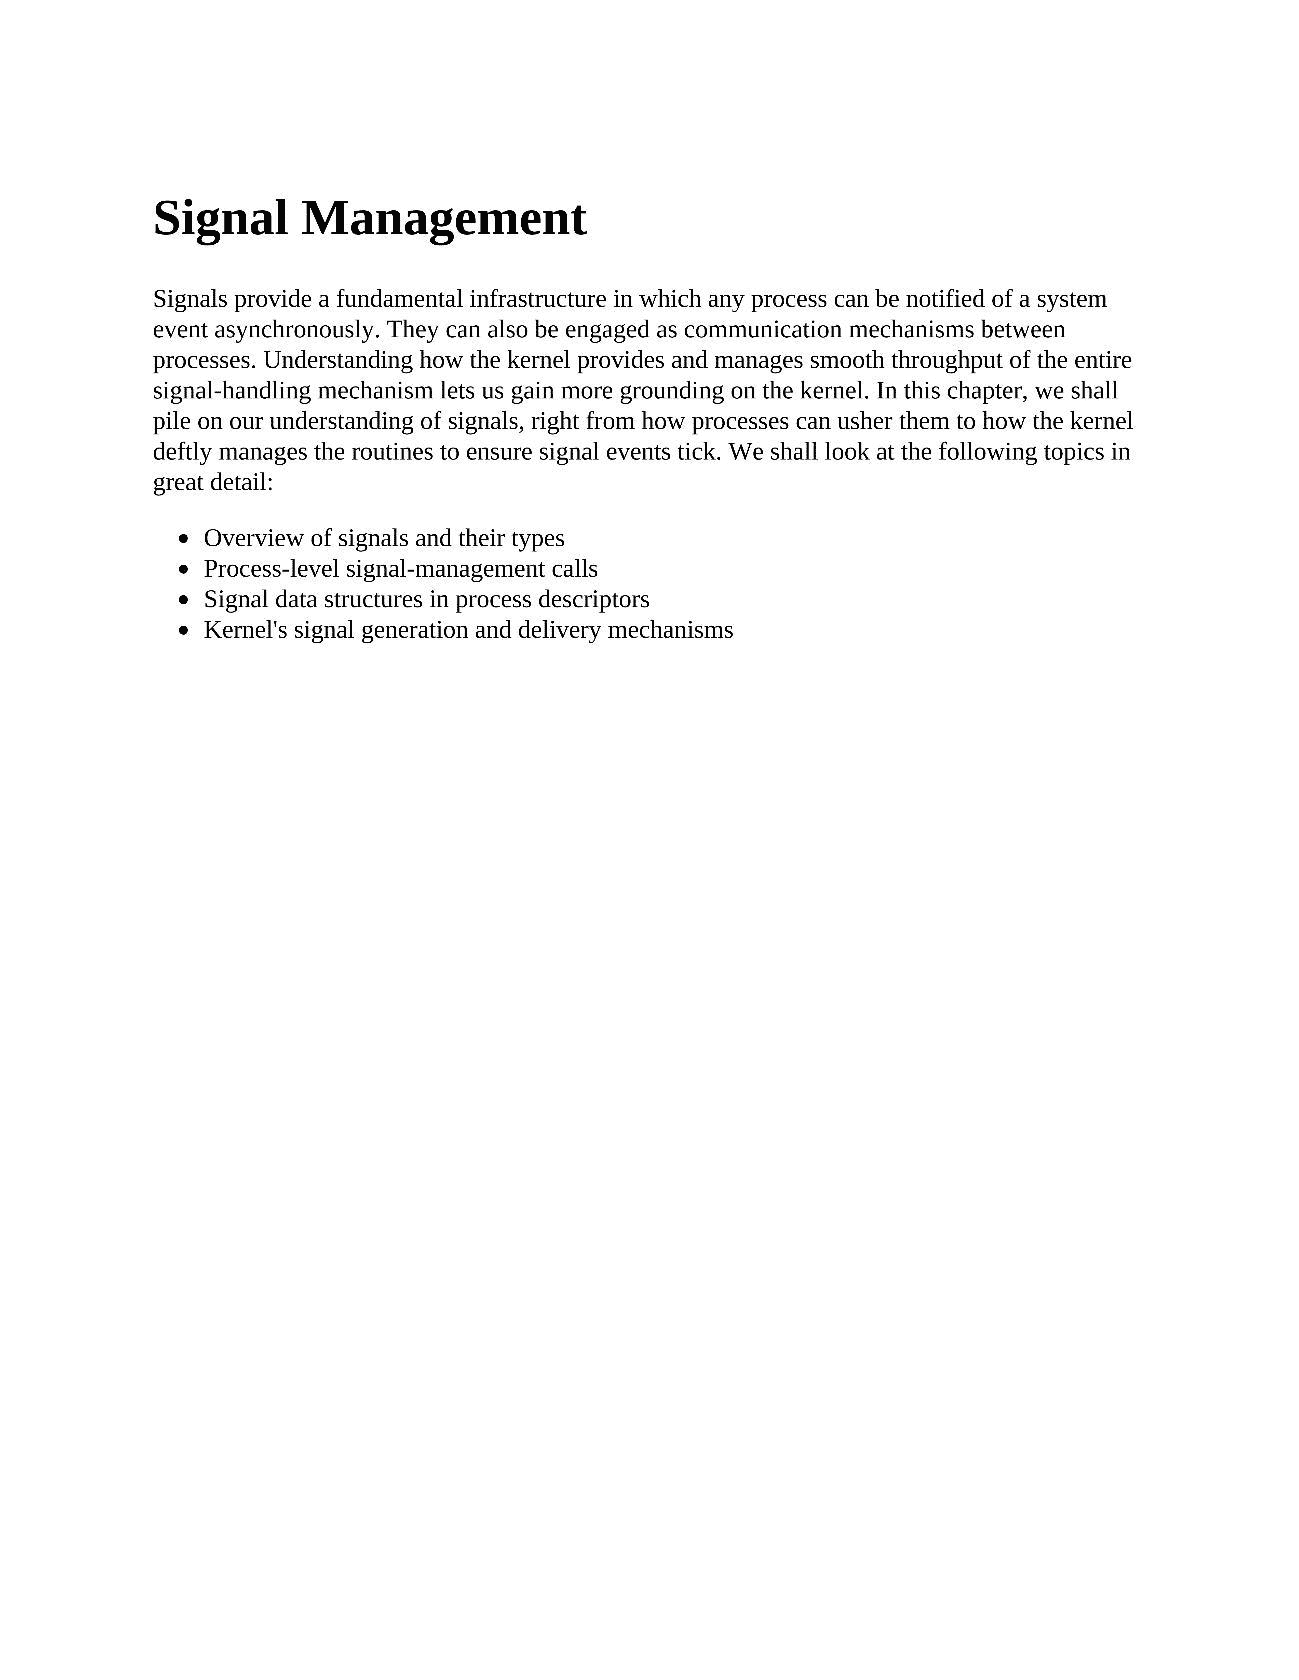 Signal Management
Signals provide a fundamental infrastructure in which any process can be notified of a system
event asynchronously. They can also be engaged as communication mechanisms between
processes. Understanding how the kernel provides and manages smooth throughput of the entire
signal-handling mechanism lets us gain more grounding on the kernel. In this chapter, we shall
pile on our understanding of signals, right from how processes can usher them to how the kernel
deftly manages the routines to ensure signal events tick. We shall look at the following topics in
great detail:
• Overview of signals and their types
• Process-level signal-management calls
• Signal data structures in process descriptors
• Kernel's signal generation and delivery mechanisms